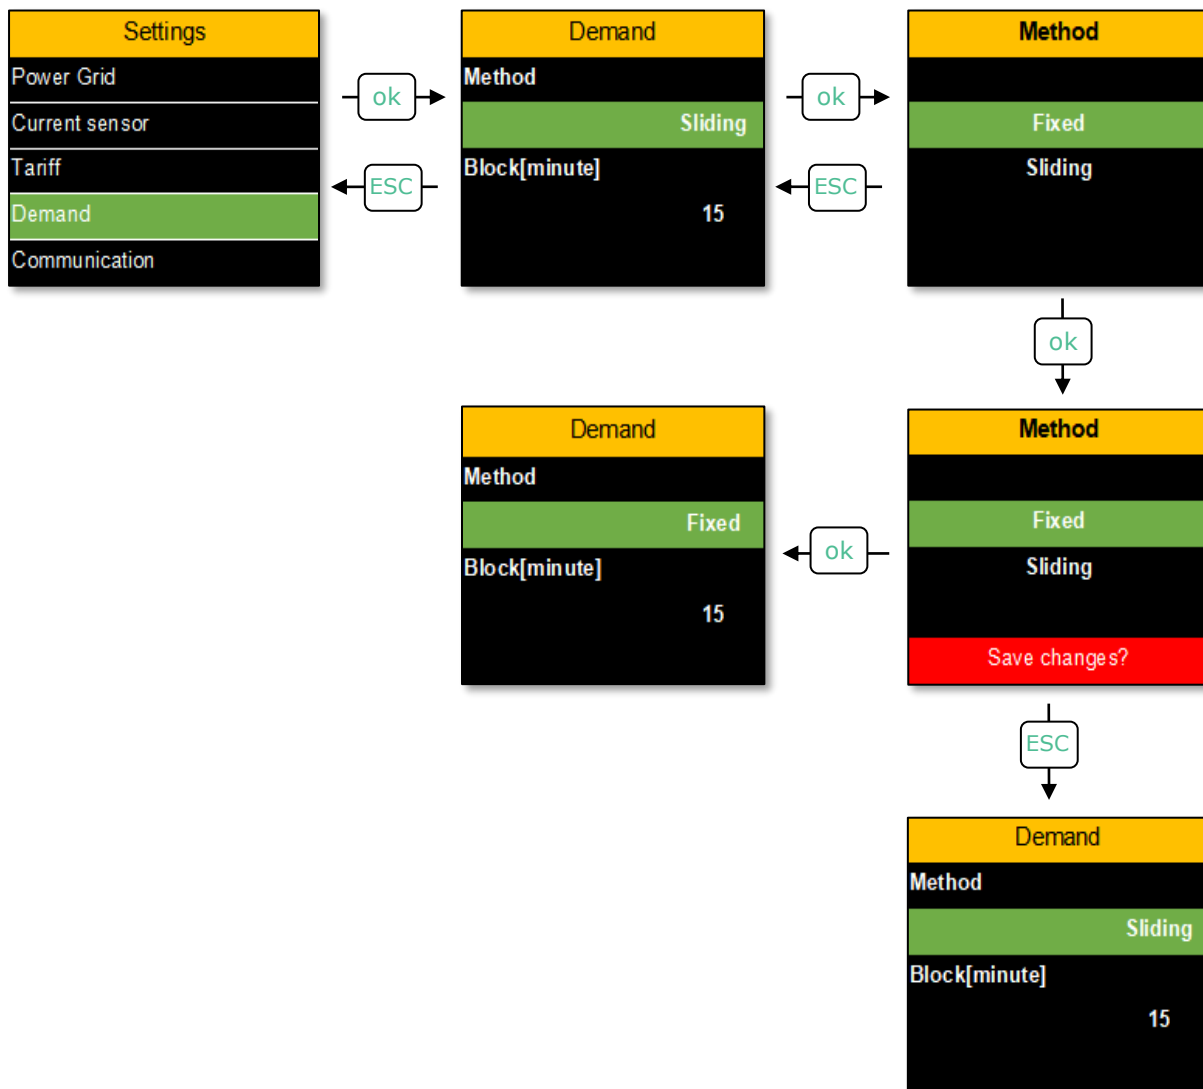 Settings
Power Grid
Current sensor
Tariff
Demand
Communication
ok
ESC
Demand
Method
Sliding
Block[minute]
15
ok
ESC
Method
Fixed
Sliding
ok
Method
Fixed
Sliding
Save changes?
ok
Demand
Method
Fixed
Block[minute]
15
ESC
Demand
Method
Sliding
Block[minute]
15